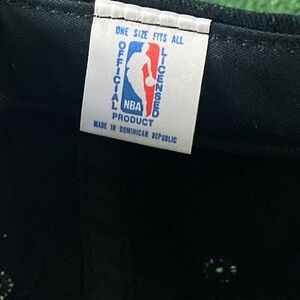 ONE SIZE FITS ALL
OFFICIAL
LICENSED
NBA
PRODUCT
MADE IN DOMINICAN REPUBLIC